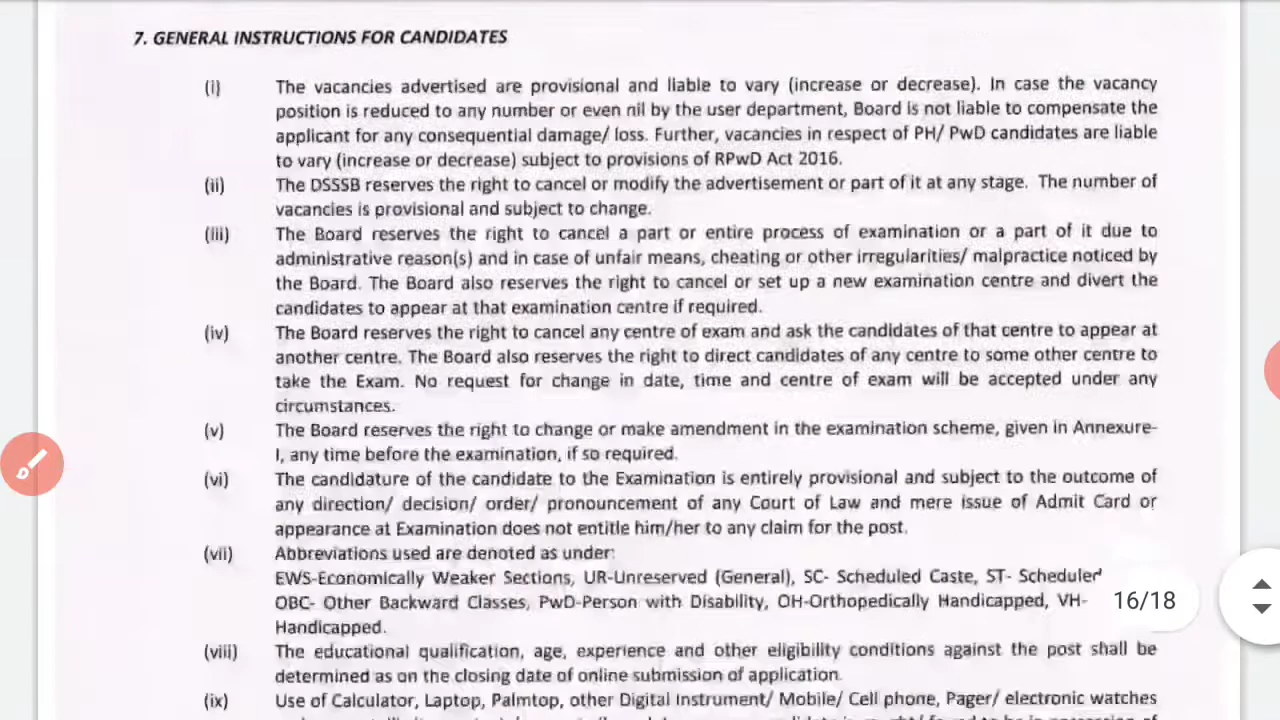 7. GENERAL INSTRUCTIONS FOR CANDIDATES
(i) The vacancies advertised are provisional and liable to vary (increase or decrease). In case the vacancy
position is reduced to any number or even nil by the user department, Board is not liable to compensate the
applicant for any consequential damage/ loss. Further, vacancies in respect of PH/ PwD candidates are liable
to vary (increase or decrease) subject to provisions of RPwD Act 2016.
(ii) The DSSSB reserves the right to cancel or modify the advertisement or part of it at any stage. The number of
vacancies is provisional and subject to change.
(iii) The Board reserves the right to cancel a part or entire process of examination or a part of it due to
administrative reason(s) and in case of unfair means, cheating or other irregularities/ malpractice noticed by
the Board. The Board also reserves the right to cancel or set up a new examination centre and divert the
candidates to appear at that examination centre if required.
(iv) The Board reserves the right to cancel any centre of exam and ask the candidates of that centre to appear at
another centre. The Board also reserves the right to direct candidates of any centre to some other centre to
take the Exam. No request for change in date, time and centre of exam will be accepted under any
circumstances.
(v) The Board reserves the right to change or make amendment in the examination scheme, given in Annexure-
I, any time before the examination, if so required.
(vi) The candidature of the candidate to the Examination is entirely provisional and subject to the outcome of
any direction/ decision/ order/ pronouncement of any Court of Law and mere issue of Admit Card or
appearance at Examination does not entitle him/her to any claim for the post.
(vii) Abbreviations used are denoted as under:
EWS-Economically Weaker Sections, UR-Unreserved (General), SC- Scheduled Caste, ST- Scheduled
OBC- Other Backward Classes, PwD-Person with Disability, OH-Orthopedically Handicapped, VH-
16/18
Handicapped.
(viii) The educational qualification, age, experience and other eligibility conditions against the post shall be
determined as on the closing date of online submission of application.
(ix) Use of Calculator, Laptop, Palmtop, other Digital Instrument/ Mobile/ Cell phone, Pager/ electronic watches